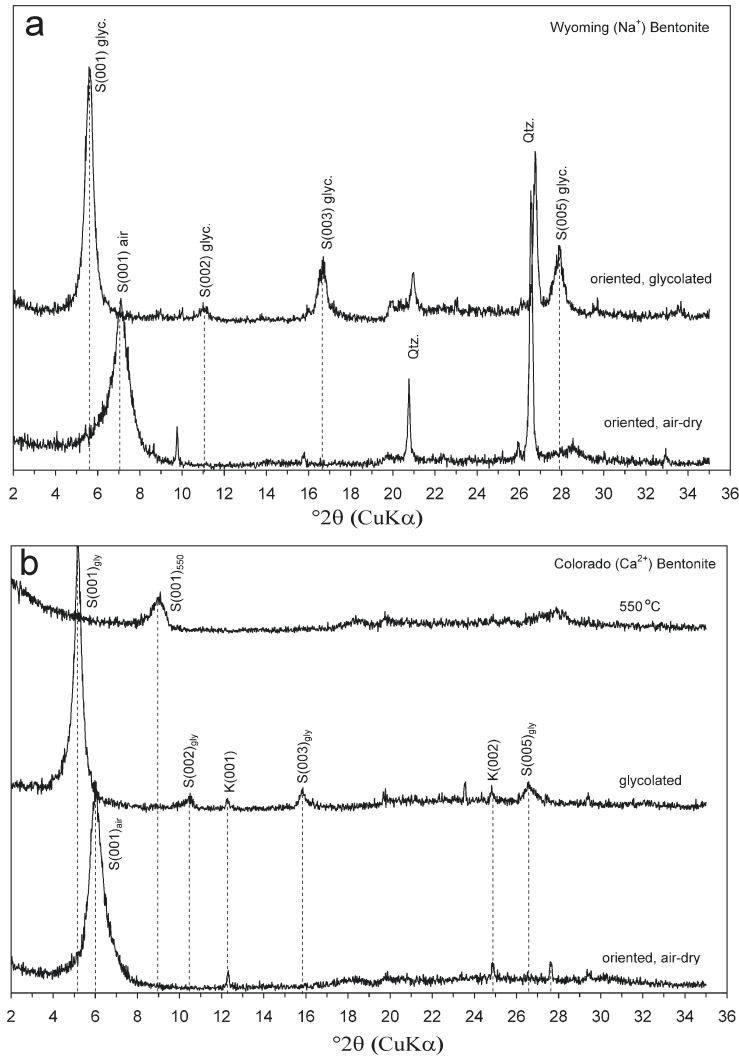 a
Wyoming (Na⁺) Bentonite
S(001) glyc.
S(001) air
S(002) glyc.
S(003) glyc.
Qtz.
S(005) glyc.
oriented, glycolated
Qtz.
oriented, air-dry
2 4 6 8 10 12 14 16 18 20 22 24 26 28 30 32 34 36
°2θ (CuKα)
b
Colorado (Ca²⁺) Bentonite
S(001)gly
S(001)550
550 °C
S(002)gly
K(001)
S(003)gly
K(002)
S(005)gly
glycolated
S(001)air
oriented, air-dry
2 4 6 8 10 12 14 16 18 20 22 24 26 28 30 32 34 36
°2θ (CuKα)